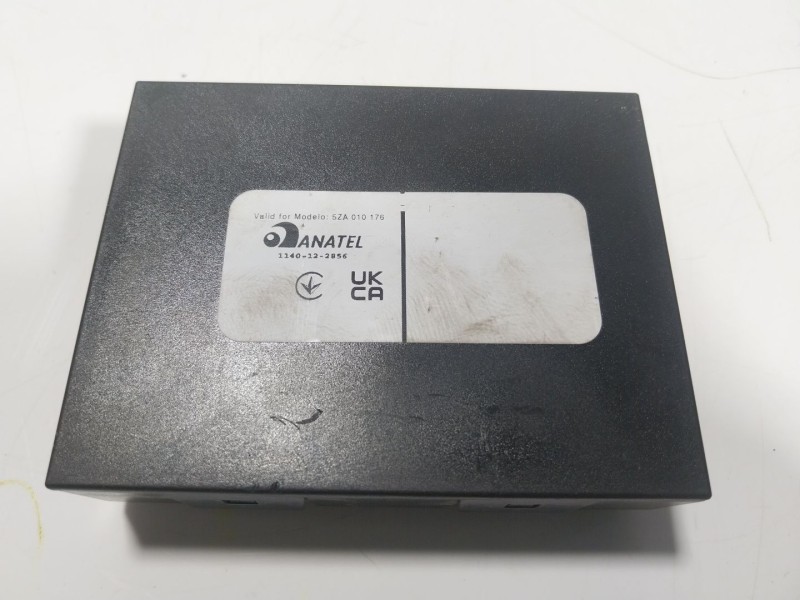 Valid for Modelo: 5ZA 010 176
ANATEL
1140-12-2856
UK
CA